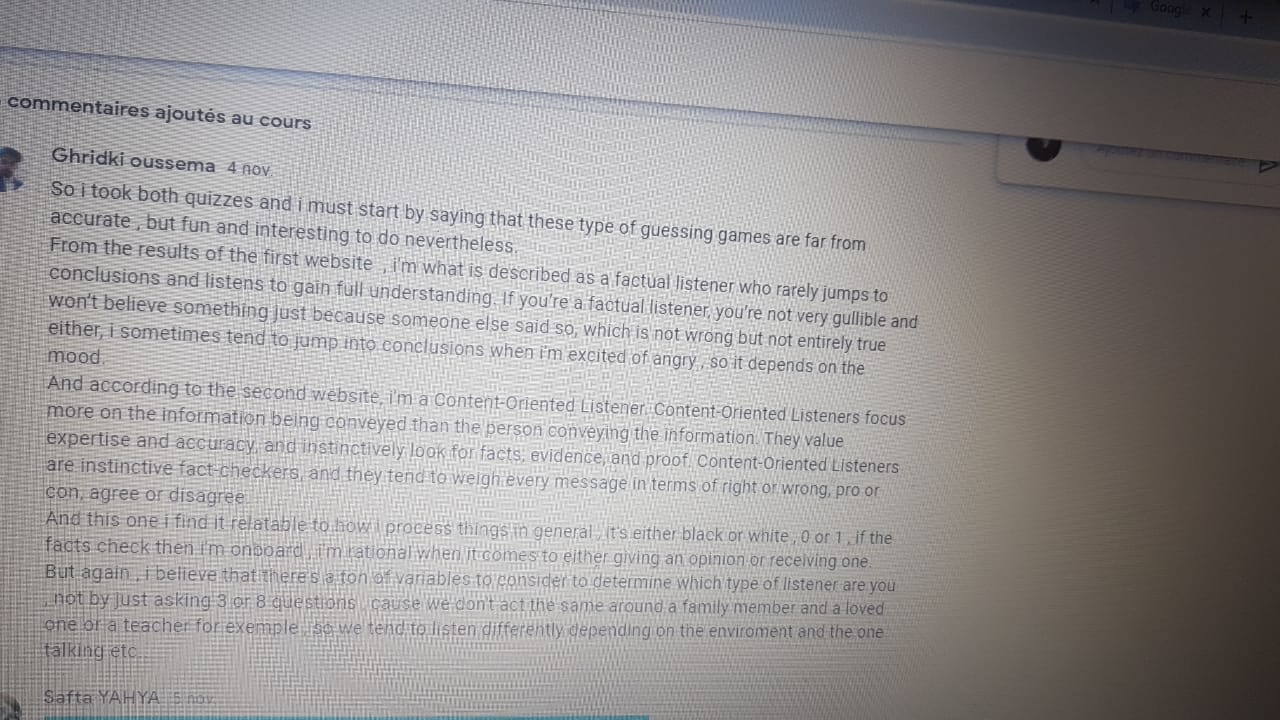 Google × +
commentaires ajoutés au cours
Ghridki oussema 4 nov.
So i took both quizzes and i must start by saying that these type of guessing games are far from
accurate , but fun and interesting to do nevertheless.
From the results of the first website , i'm what is described as a factual listener who rarely jumps to
conclusions and listens to gain full understanding. If you're a factual listener, you're not very gullible and
won't believe something just because someone else said so, which is not wrong but not entirely true
either, i sometimes tend to jump into conclusions when i'm excited of angry , so it depends on the
mood.
And according to the second website, i'm a Content-Oriented Listener. Content-Oriented Listeners focus
more on the information being conveyed than the person conveying the information. They value
expertise and accuracy, and instinctively look for facts, evidence, and proof. Content-Oriented Listeners
are instinctive fact-checkers, and they tend to weigh every message in terms of right or wrong, pro or
con, agree or disagree
And this one i find it relatable to how i process things in general , it's either black or white , 0 or 1 , if the
facts check then i'm onboard , i'm rational when it comes to either giving an opinion or receiving one.
But again , i believe that there's a ton of variables to consider to determine which type of listener are you
, not by just asking 3 or 8 questions , cause we don't act the same around a family member and a loved
one or a teacher for exemple , so we tend to listen differently depending on the enviroment and the one
talking etc..
Safta YAHYA 5 nov.